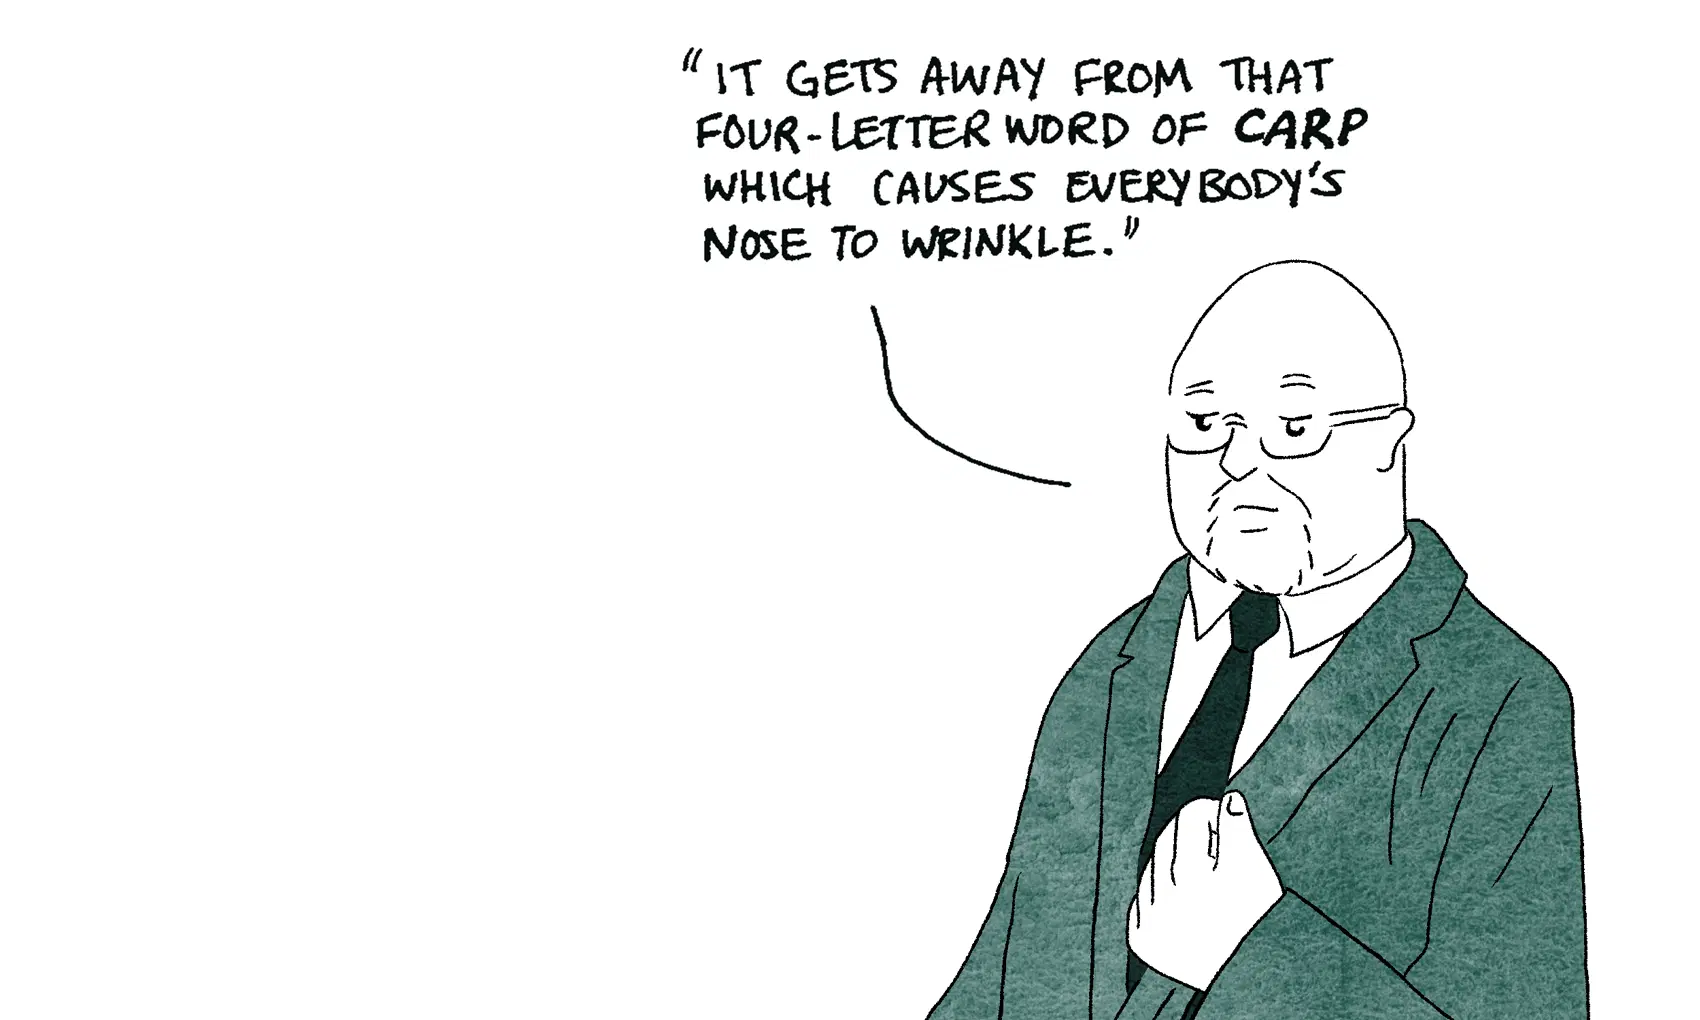 "IT GETS AWAY FROM THAT
FOUR-LETTER WORD OF CARP
WHICH CAUSES EVERYBODY'S
NOSE TO WRINKLE."